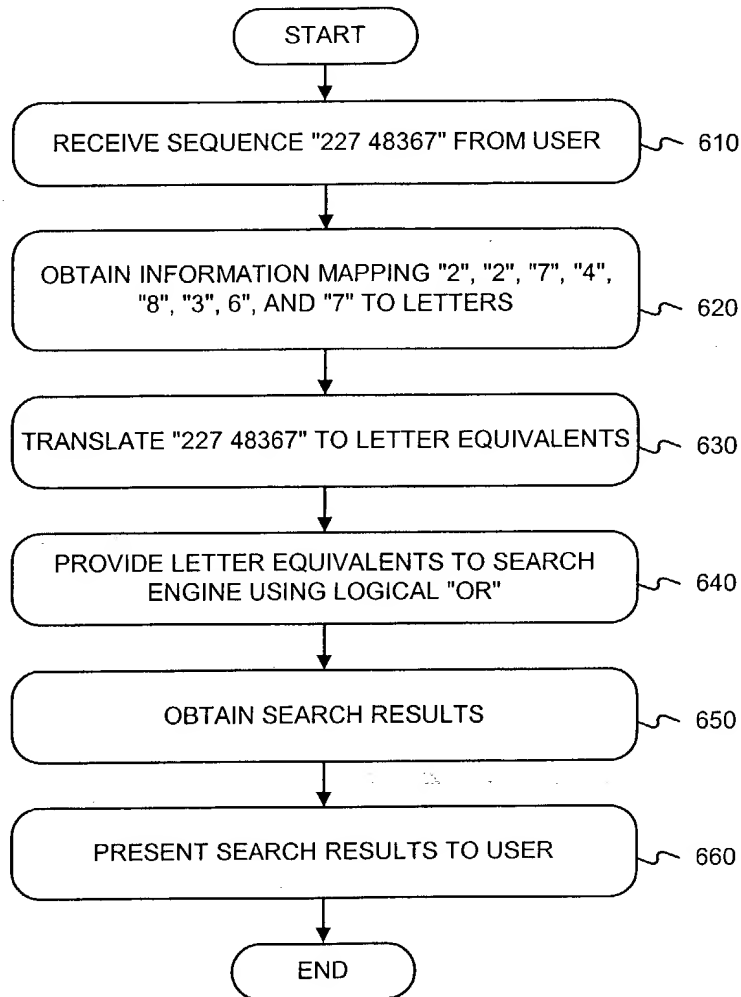 START
RECEIVE SEQUENCE "227 48367" FROM USER
610
OBTAIN INFORMATION MAPPING "2", "2", "7", "4",
"8", "3", 6", AND "7" TO LETTERS
620
TRANSLATE "227 48367" TO LETTER EQUIVALENTS
630
PROVIDE LETTER EQUIVALENTS TO SEARCH
ENGINE USING LOGICAL "OR"
640
OBTAIN SEARCH RESULTS
650
PRESENT SEARCH RESULTS TO USER
660
END